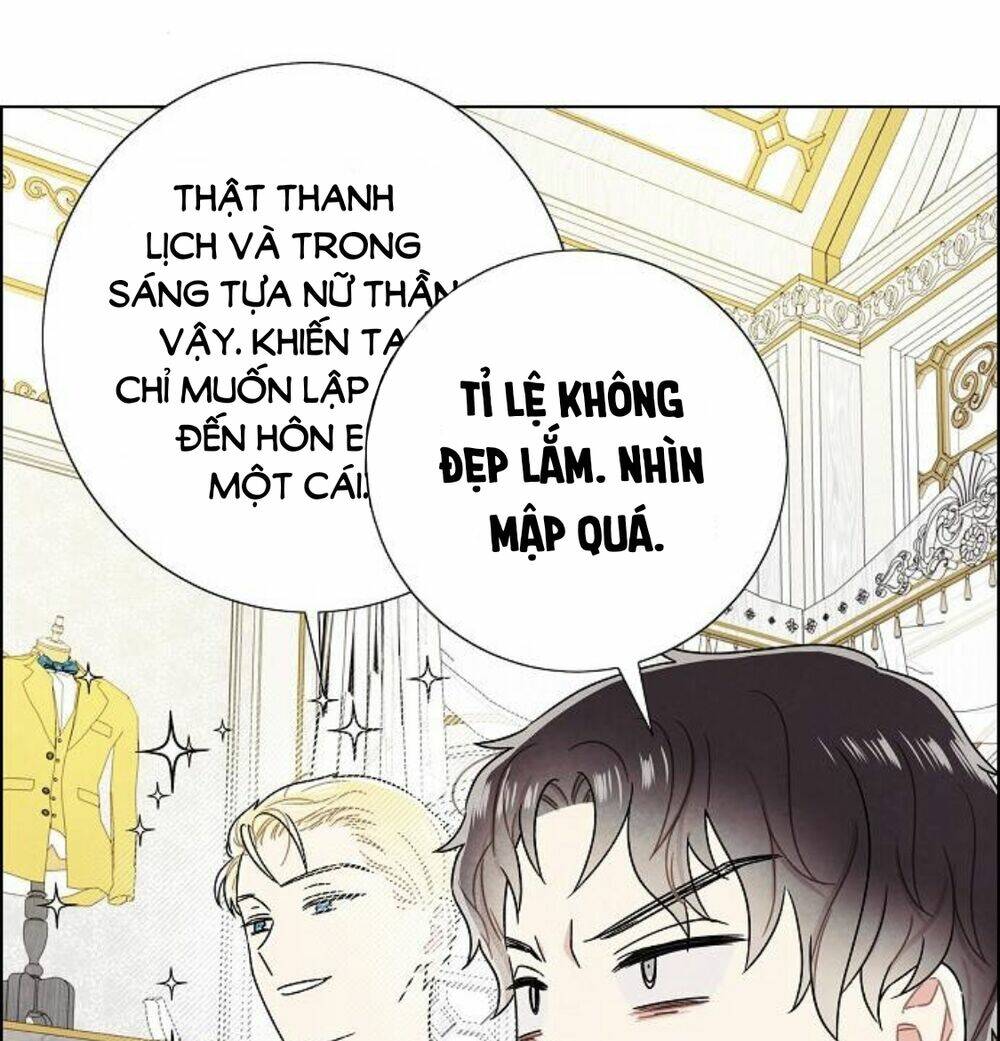 THẬT THANH
LỊCH VÀ TRONG
SÁNG TỰA NỮ THẦN
VẬY. KHIẾN TA
CHỈ MUỐN LẬP
ĐẾN HÔN
MỘT CÁI.
TỈ LỆ KHÔNG
ĐẸP LẮM. NHÌN
MẬP QUÁ.